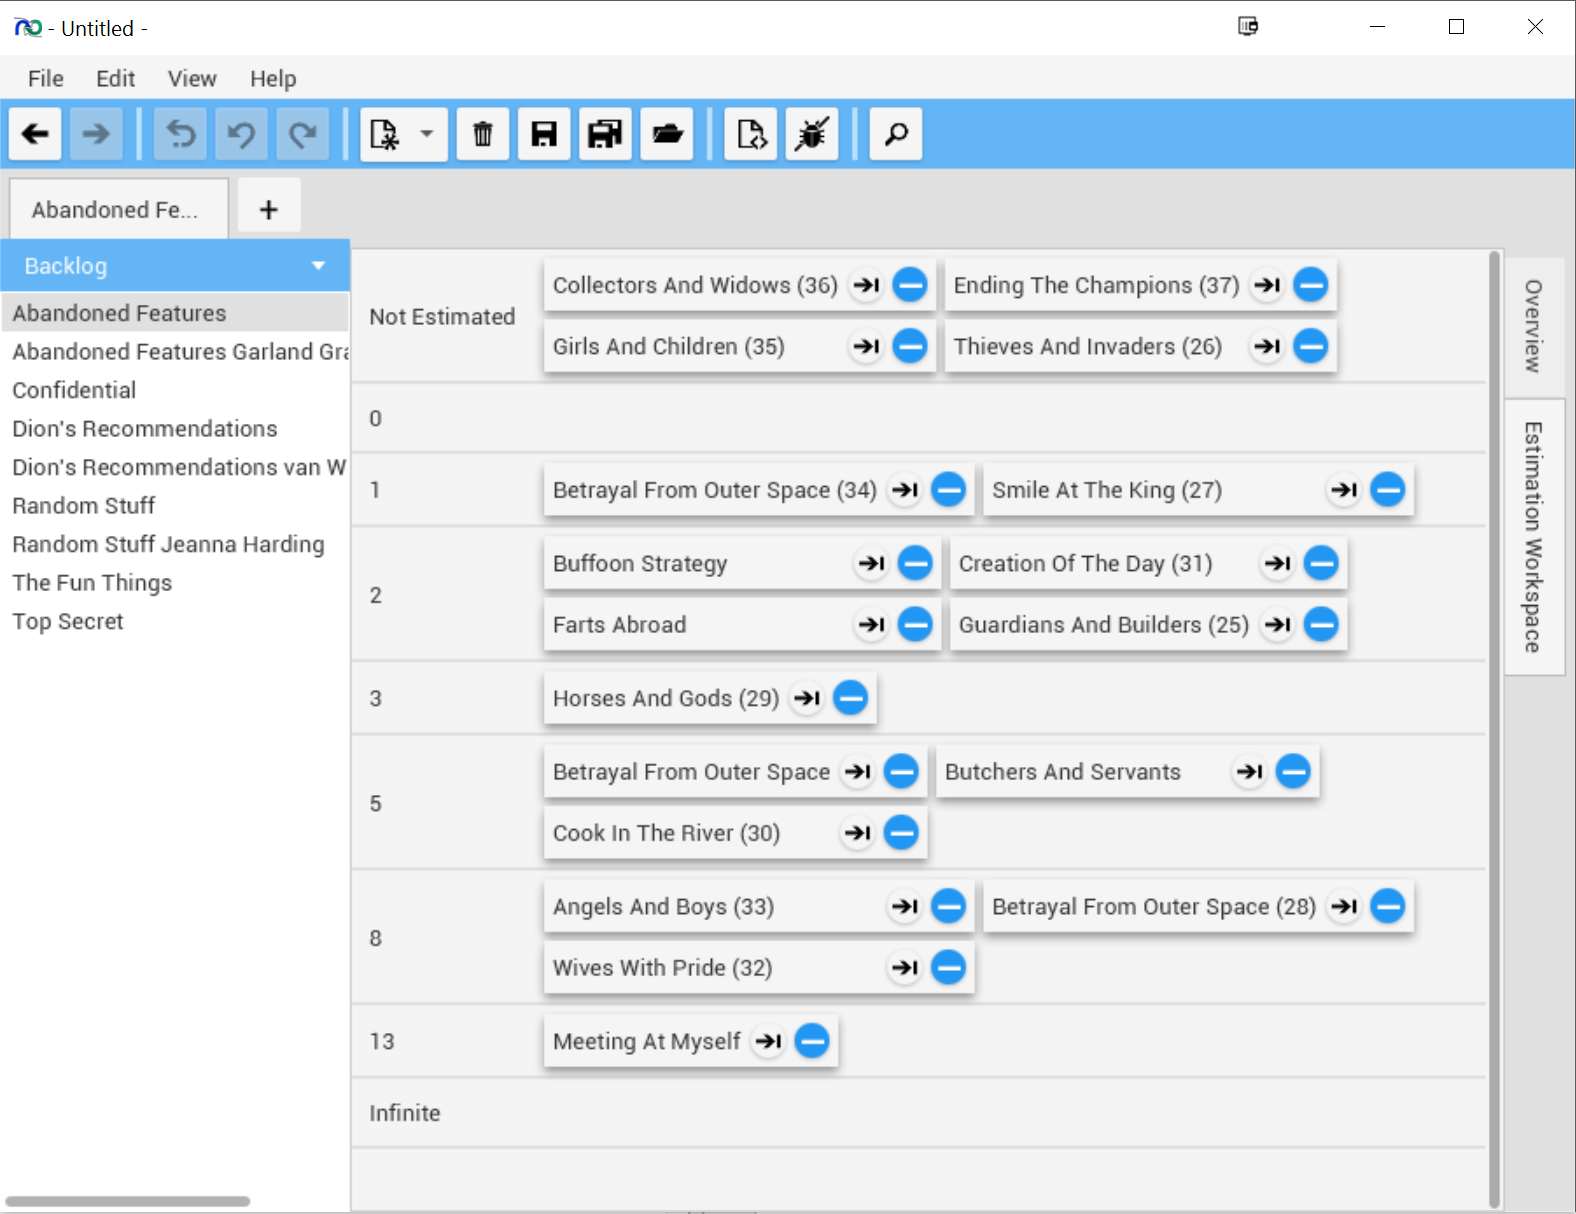 - Untitled -
File Edit View Help
Abandoned Fe...
Backlog
Abandoned Features
Abandoned Features Garland Gra
Confidential
Dion's Recommendations
Dion's Recommendations van W
Random Stuff
Random Stuff Jeanna Harding
The Fun Things
Top Secret
Not Estimated
Collectors And Widows (36) Ending The Champions (37)
Girls And Children (35) Thieves And Invaders (26)
0
1
Betrayal From Outer Space (34) Smile At The King (27)
2
Buffoon Strategy Creation Of The Day (31)
Farts Abroad Guardians And Builders (25)
3
Horses And Gods (29)
5
Betrayal From Outer Space Butchers And Servants
Cook In The River (30)
8
Angels And Boys (33) Betrayal From Outer Space (28)
Wives With Pride (32)
13
Meeting At Myself
Infinite
Overview
Estimation Workspace